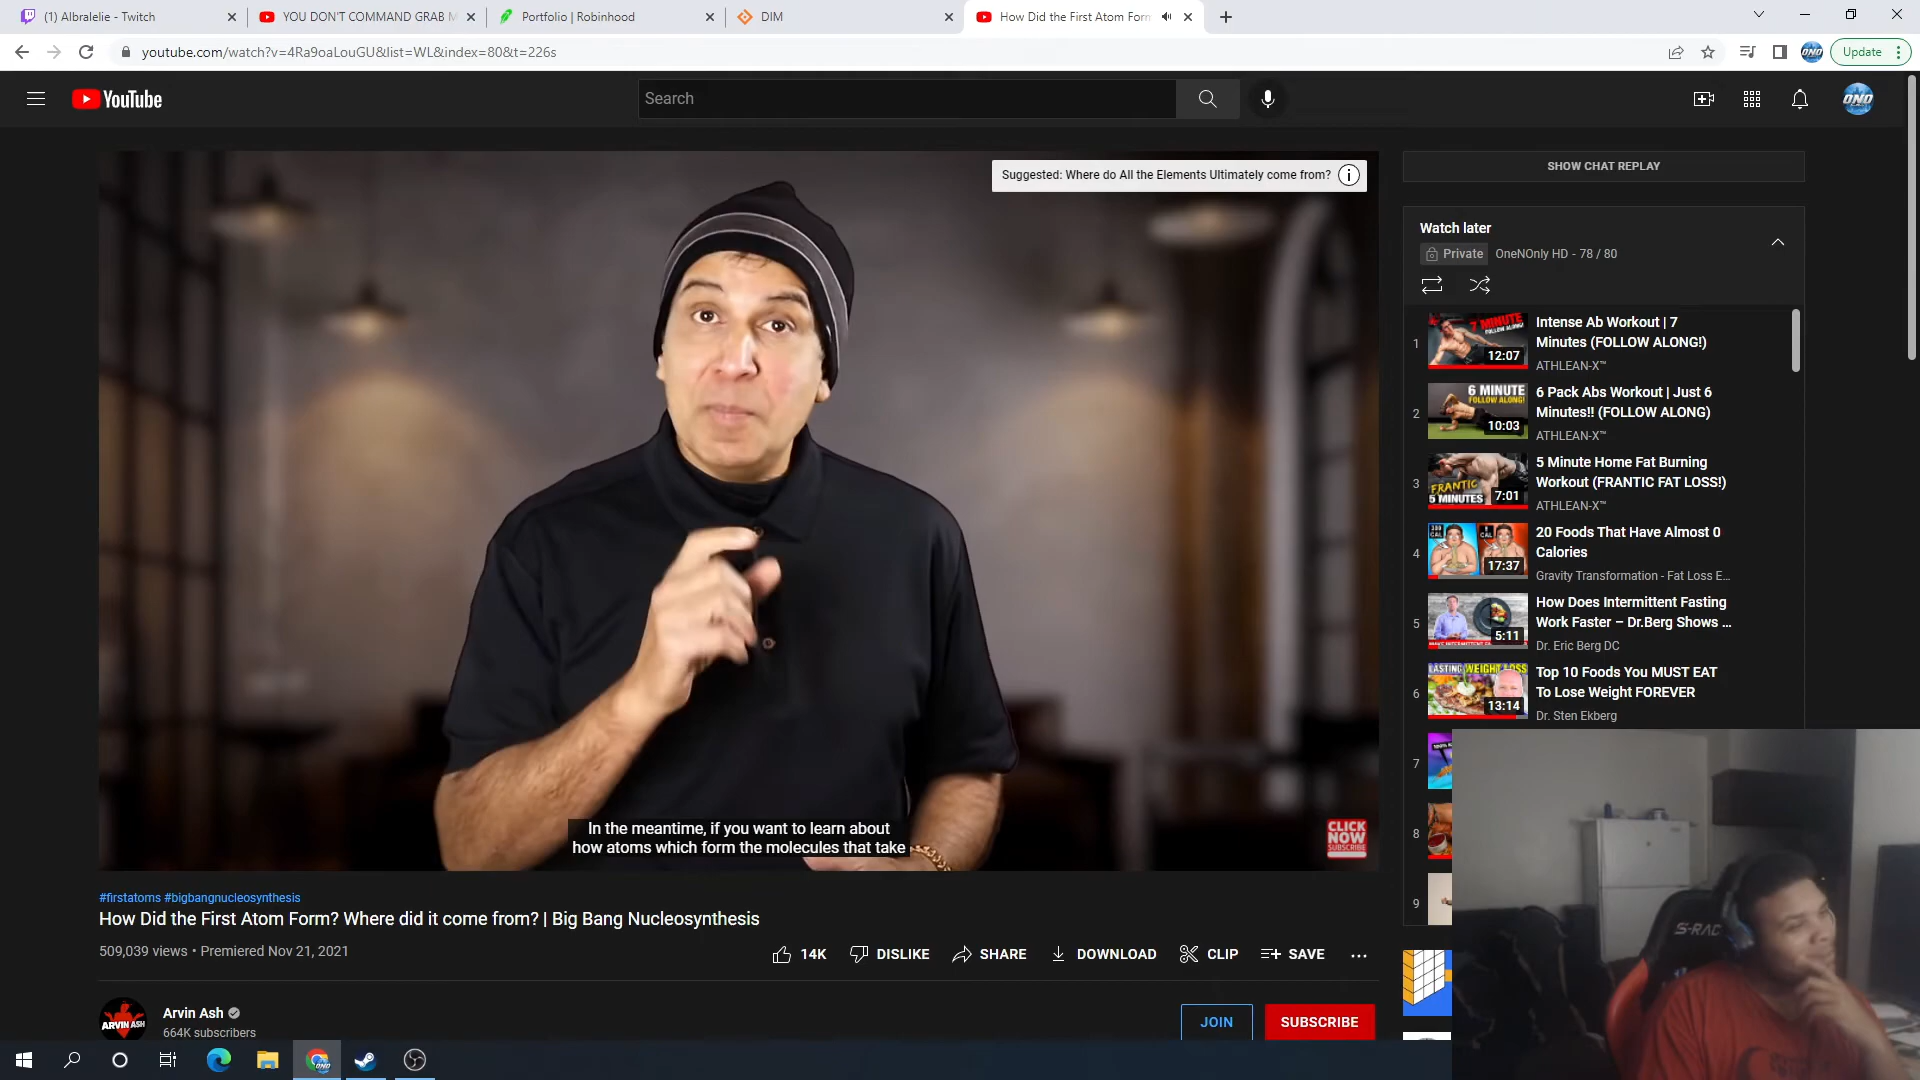 (1) Albralelie - Twitch
YOU DON'T COMMAND GRAB M
Portfolio | Robinhood
DIM
How Did the First Atom Form
youtube.com/watch?v=4Ra9oaLouGU&list=WL&index=80&t=226s
Update
YouTube
Search
Suggested: Where do All the Elements Ultimately come from?
In the meantime, if you want to learn about
how atoms which form the molecules that take
CLICK
NOW
SUBSCRIBE
#firstatoms #bigbangnucleosynthesis
How Did the First Atom Form? Where did it come from? | Big Bang Nucleosynthesis
509,039 views • Premiered Nov 21, 2021
14K
DISLIKE
SHARE
DOWNLOAD
CLIP
SAVE
ARVIN ASH
Arvin Ash
664K subscribers
JOIN
SUBSCRIBE
SHOW CHAT REPLAY
Watch later
Private
OneNOnly HD - 78 / 80
1
7 MINUTE
FOLLOW ALONG!
12:07
Intense Ab Workout | 7
Minutes (FOLLOW ALONG!)
ATHLEAN-X™
2
6 MINUTE
FOLLOW ALONG!
10:03
6 Pack Abs Workout | Just 6
Minutes!! (FOLLOW ALONG)
ATHLEAN-X™
3
FRANTIC
5 MINUTES
7:01
5 Minute Home Fat Burning
Workout (FRANTIC FAT LOSS!)
ATHLEAN-X™
4
17:37
20 Foods That Have Almost 0
Calories
Gravity Transformation - Fat Loss E...
5
5:11
How Does Intermittent Fasting
Work Faster – Dr.Berg Shows ...
Dr. Eric Berg DC
6
13:14
Top 10 Foods You MUST EAT
To Lose Weight FOREVER
Dr. Sten Ekberg
7
8
9
S-RAC